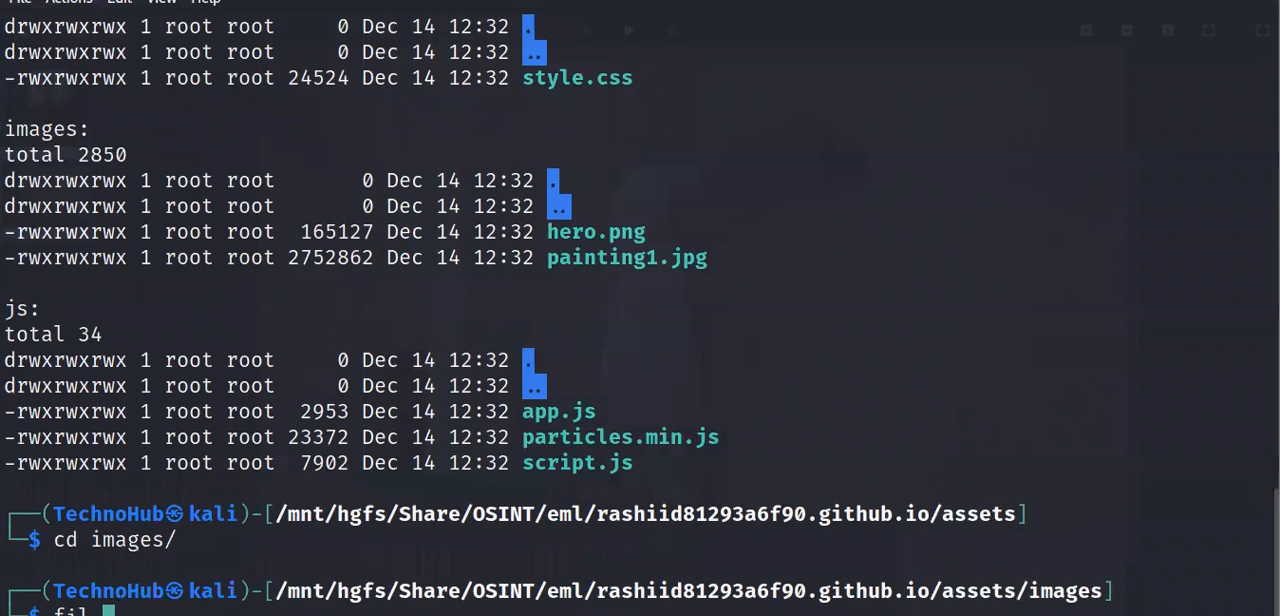 File Actions Edit View Help
drwxrwxrwx 1 root root 0 Dec 14 12:32 .
drwxrwxrwx 1 root root 0 Dec 14 12:32 ..
-rwxrwxrwx 1 root root 24524 Dec 14 12:32 style.css
images:
total 2850
drwxrwxrwx 1 root root 0 Dec 14 12:32 .
drwxrwxrwx 1 root root 0 Dec 14 12:32 ..
-rwxrwxrwx 1 root root 165127 Dec 14 12:32 hero.png
-rwxrwxrwx 1 root root 2752862 Dec 14 12:32 painting1.jpg
js:
total 34
drwxrwxrwx 1 root root 0 Dec 14 12:32 .
drwxrwxrwx 1 root root 0 Dec 14 12:32 ..
-rwxrwxrwx 1 root root 2953 Dec 14 12:32 app.js
-rwxrwxrwx 1 root root 23372 Dec 14 12:32 particles.min.js
-rwxrwxrwx 1 root root 7902 Dec 14 12:32 script.js
┌──(TechnoHub㉿kali)-[/mnt/hgfs/Share/OSINT/eml/rashiid81293a6f90.github.io/assets]
└─$ cd images/
┌──(TechnoHub㉿kali)-[/mnt/hgfs/Share/OSINT/eml/rashiid81293a6f90.github.io/assets/images]
└─$ fil